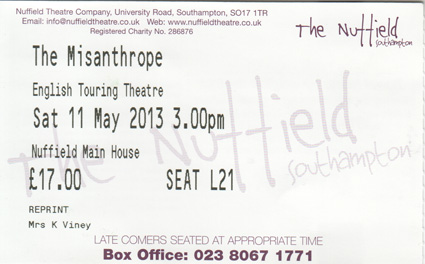 Nuffield Theatre Company, University Road, Southampton, SO17 1TR
Email: info@nuffieldtheatre.co.uk Web: www.nuffieldtheatre.co.uk
Registered Charity No. 286876
The Nuffield
southampton
The Misanthrope
English Touring Theatre
Sat 11 May 2013 3.00pm
Nuffield Main House
£17.00 SEAT L21
The Nuffield
southampton
REPRINT
Mrs K Viney
LATE COMERS SEATED AT APPROPRIATE TIME
Box Office: 023 8067 1771